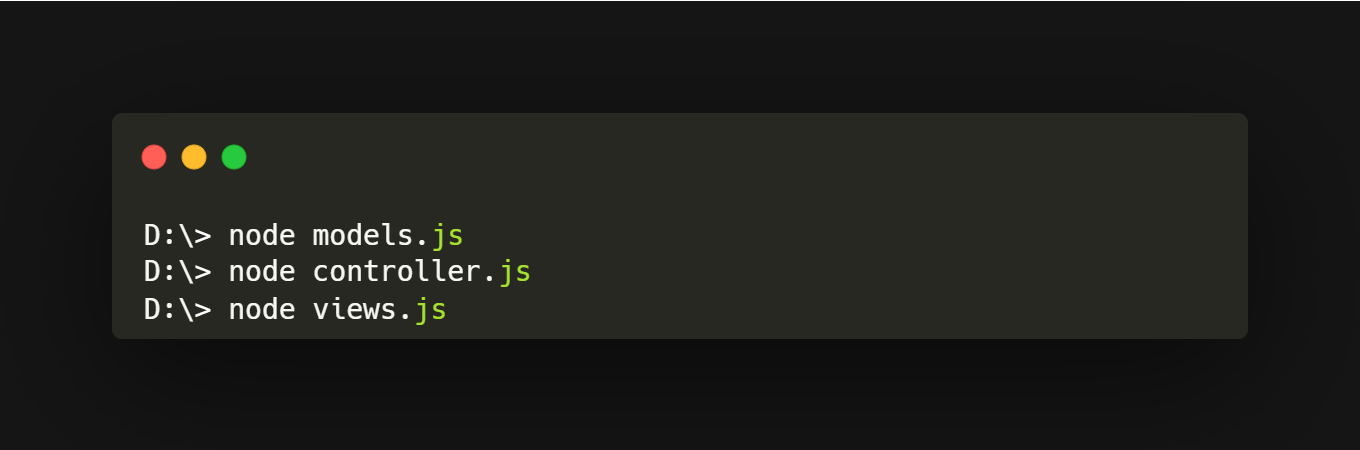 D:\> node models.js
D:\> node controller.js
D:\> node views.js